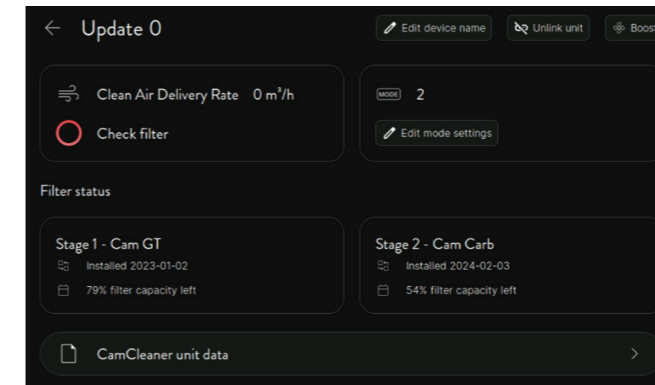 ← Update 0
Edit device name
Unlink unit
Boost
Clean Air Delivery Rate 0 m³/h
Check filter
MODE 2
Edit mode settings
Filter status
Stage 1 - Cam GT
Installed 2023-01-02
79% filter capacity left
Stage 2 - Cam Carb
Installed 2024-02-03
54% filter capacity left
CamCleaner unit data